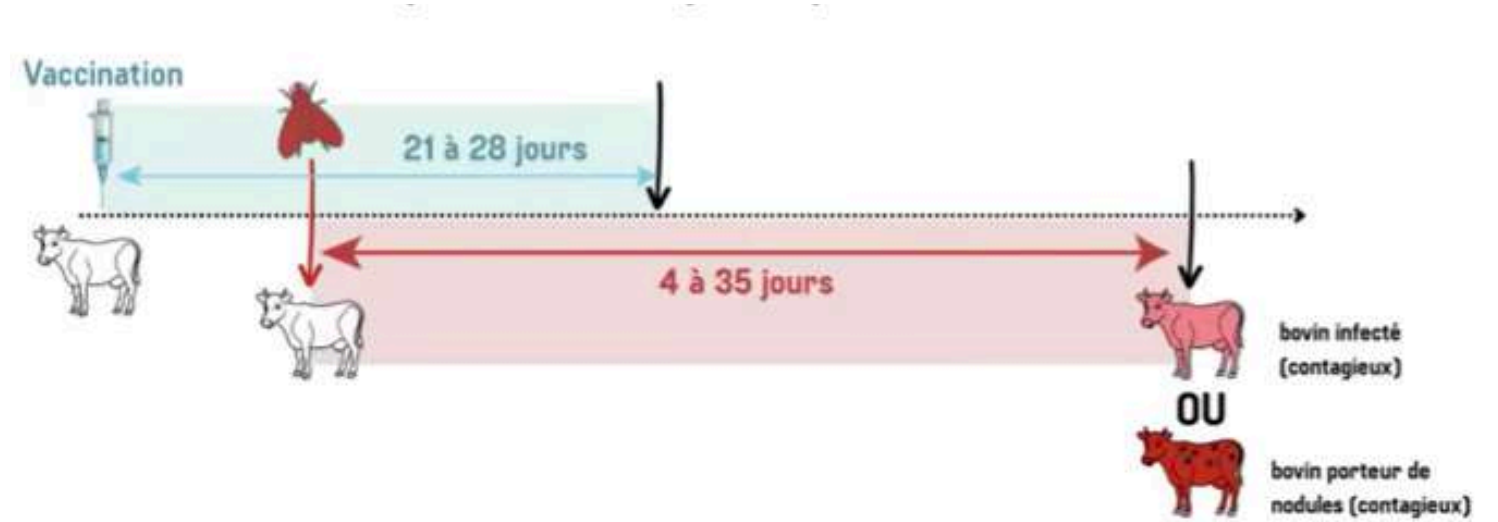 Vaccination
21 à 28 jours
4 à 35 jours
bovin infecté
(contagieux)
OU
bovin porteur de
nodules (contagieux)